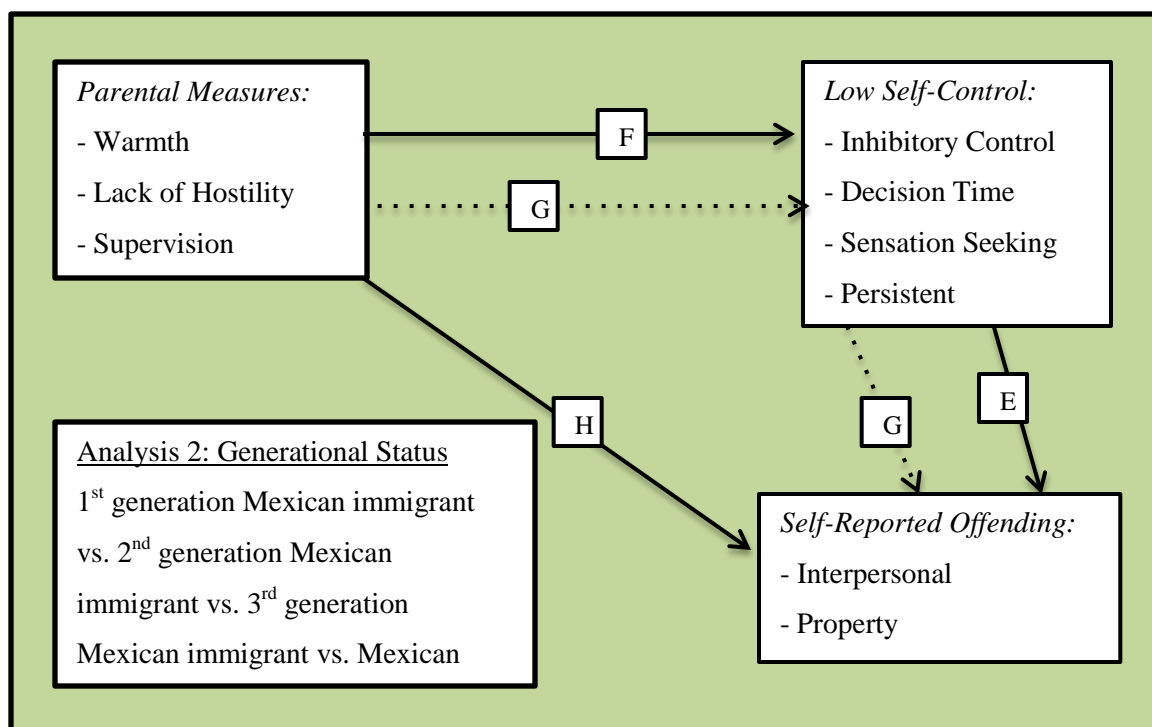 Parental Measures:
- Warmth
- Lack of Hostility
- Supervision
F
G
Low Self-Control:
- Inhibitory Control
- Decision Time
- Sensation Seeking
- Persistent
H
G
E
Analysis 2: Generational Status
1st generation Mexican immigrant
vs. 2nd generation Mexican
immigrant vs. 3rd generation
Mexican immigrant vs. Mexican
Self-Reported Offending:
- Interpersonal
- Property